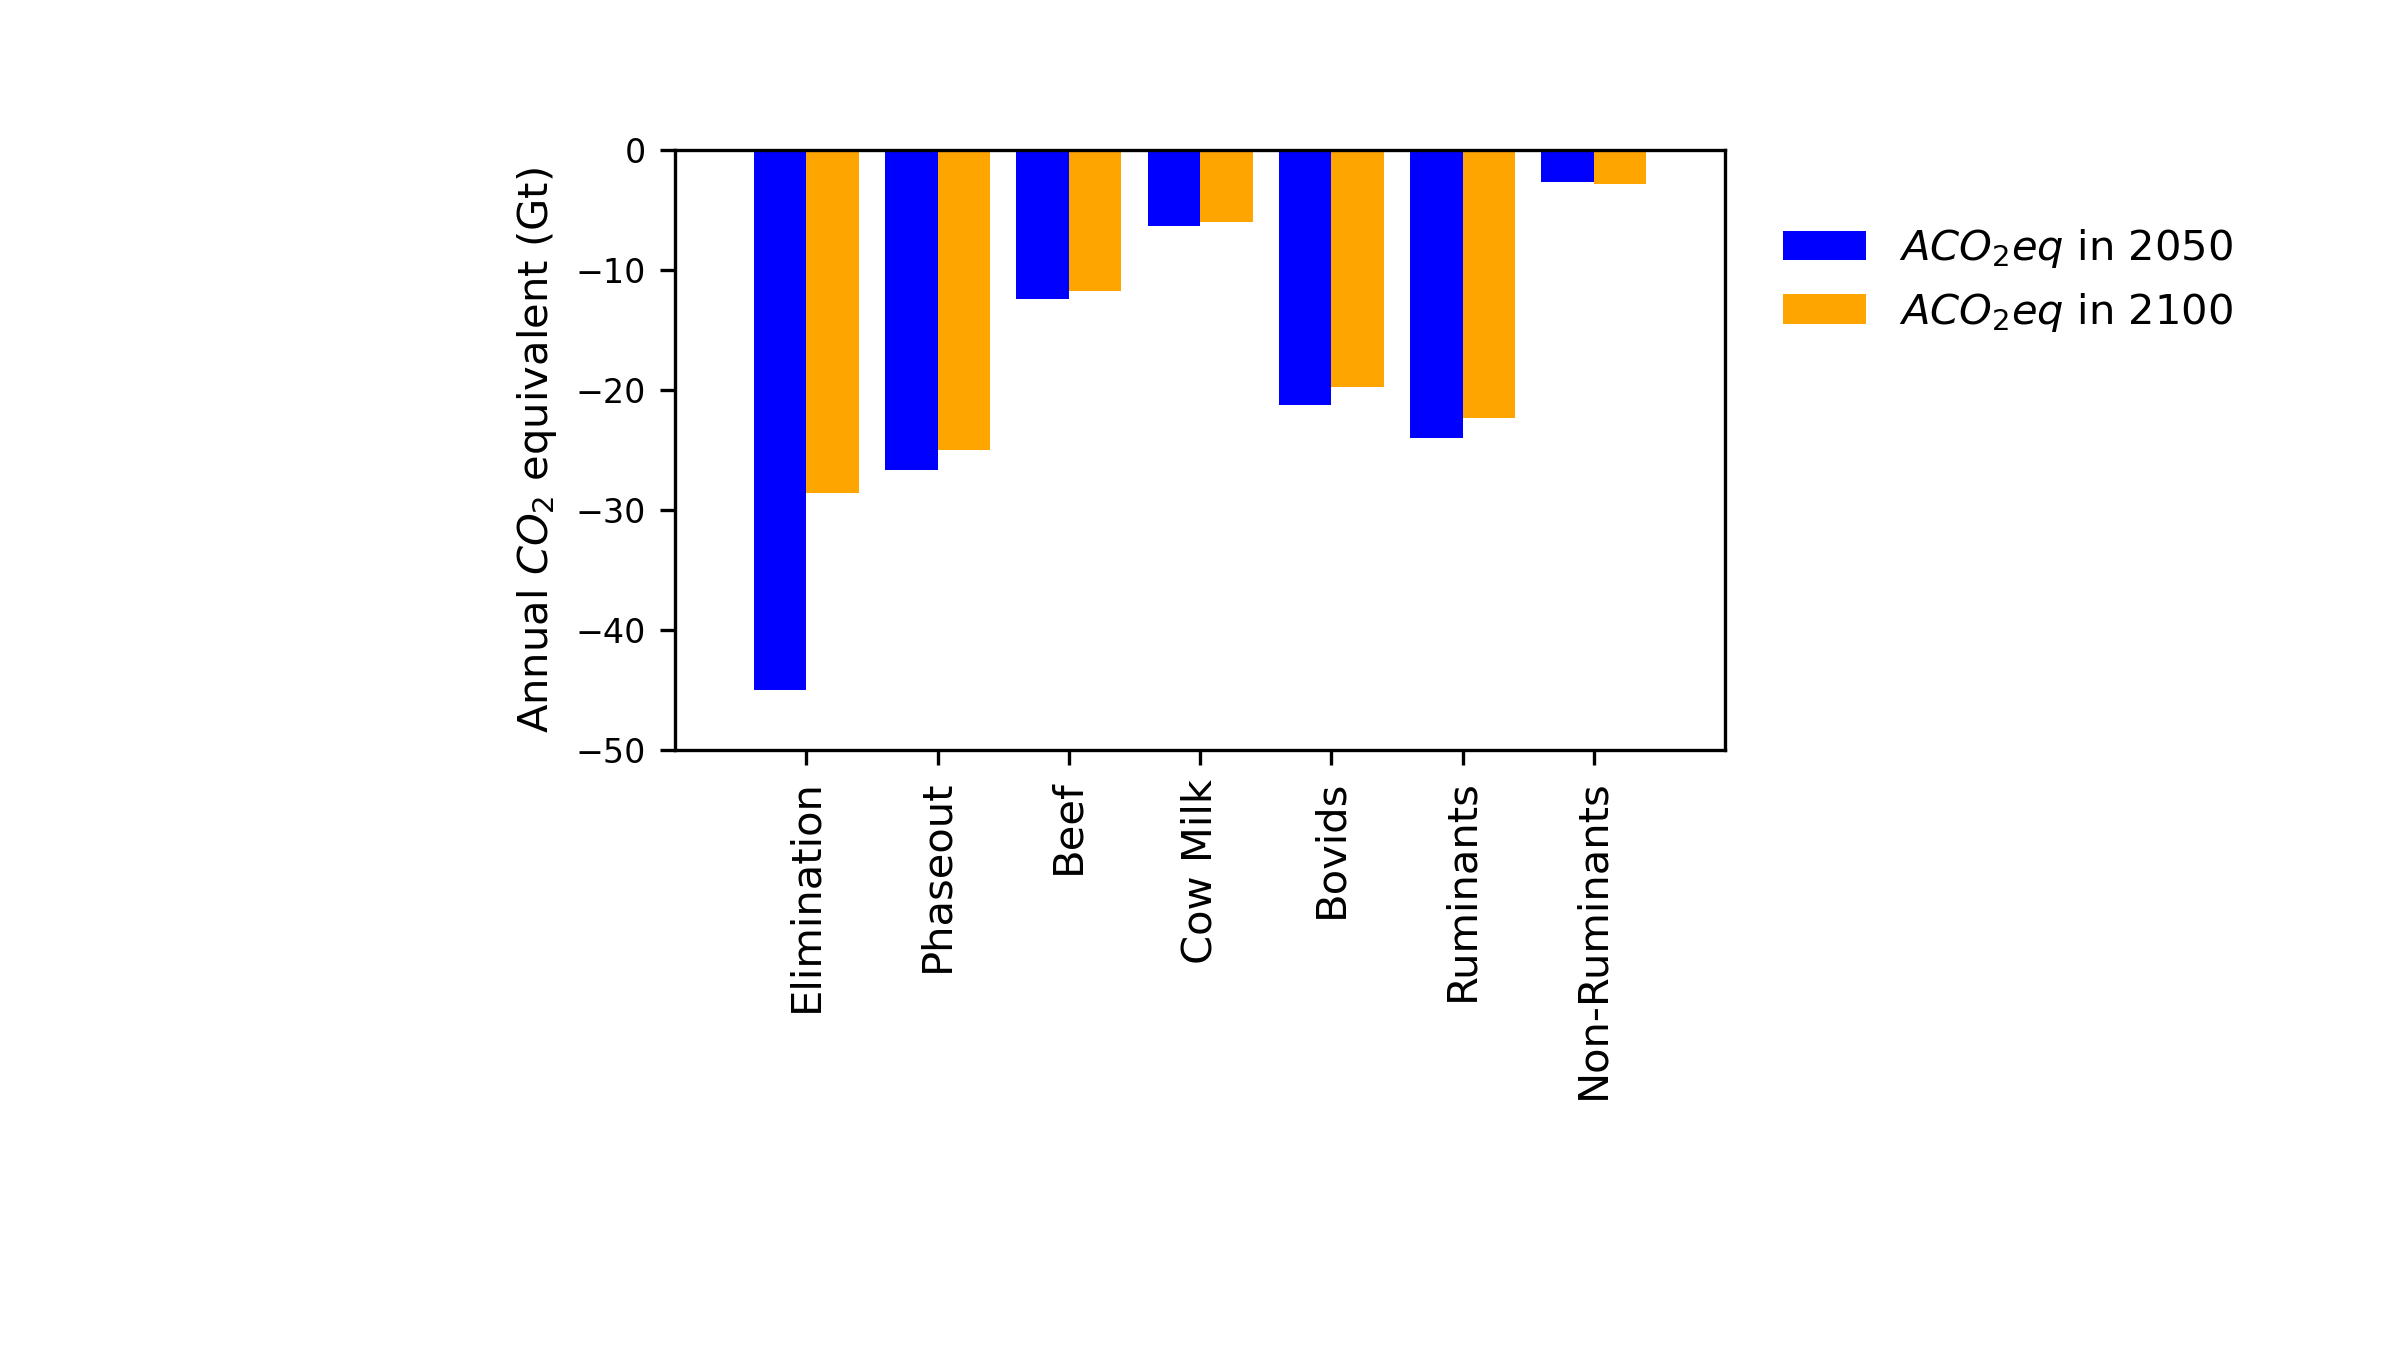 Annual CO₂ equivalent (Gt)
0
−10
−20
−30
−40
−50
Elimination
Phaseout
Beef
Cow Milk
Bovids
Ruminants
Non-Ruminants
ACO₂eq in 2050
ACO₂eq in 2100